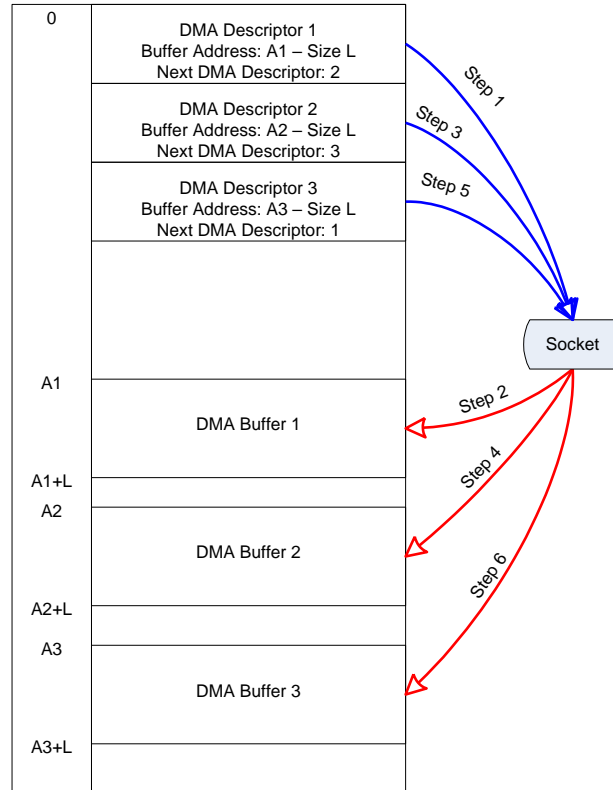 0
DMA Descriptor 1
Buffer Address: A1 – Size L
Next DMA Descriptor: 2
DMA Descriptor 2
Buffer Address: A2 – Size L
Next DMA Descriptor: 3
DMA Descriptor 3
Buffer Address: A3 – Size L
Next DMA Descriptor: 1
Step 1
Step 3
Step 5
Socket
A1
DMA Buffer 1
Step 2
A1+L
A2
Step 4
DMA Buffer 2
Step 6
A2+L
A3
DMA Buffer 3
A3+L